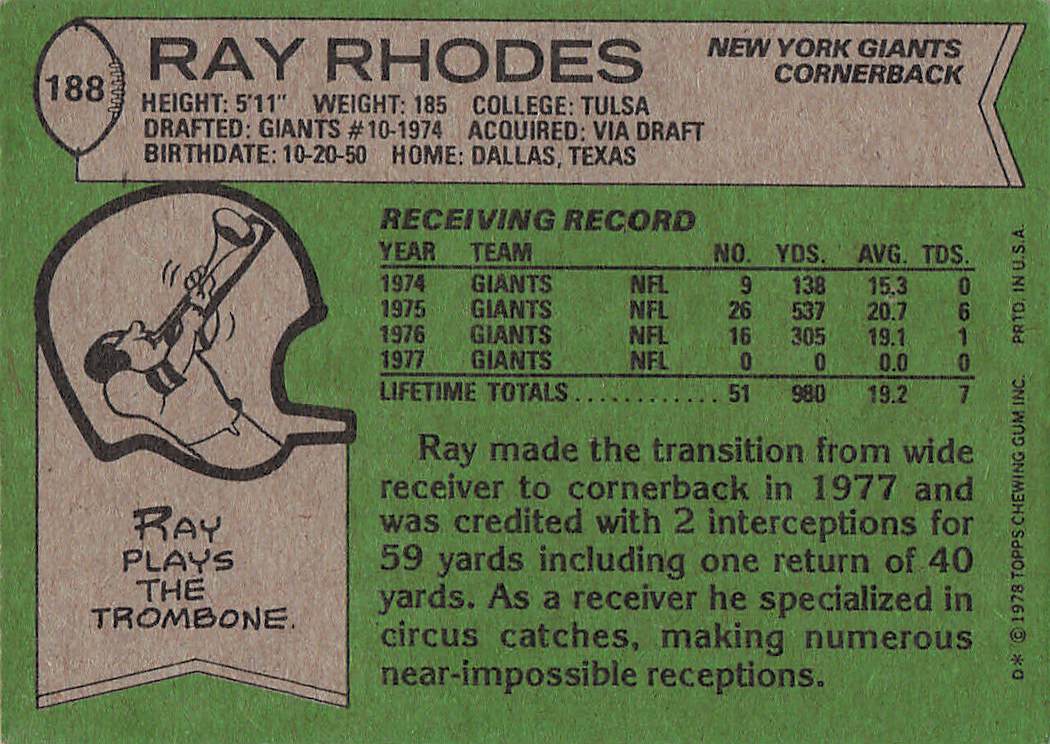 188
RAY RHODES
NEW YORK GIANTS
CORNERBACK
HEIGHT: 5'11" WEIGHT: 185 COLLEGE: TULSA
DRAFTED: GIANTS #10-1974 ACQUIRED: VIA DRAFT
BIRTHDATE: 10-20-50 HOME: DALLAS, TEXAS
RECEIVING RECORD
YEAR TEAM NO. YDS. AVG. TDS.
1974 GIANTS NFL 9 138 15.3 0
1975 GIANTS NFL 26 537 20.7 6
1976 GIANTS NFL 16 305 19.1 1
1977 GIANTS NFL 0 0 0.0 0
LIFETIME TOTALS............ 51 980 19.2 7
Ray made the transition from wide
receiver to cornerback in 1977 and
was credited with 2 interceptions for
59 yards including one return of 40
yards. As a receiver he specialized in
circus catches, making numerous
near-impossible receptions.
RAY
PLAYS
THE
TROMBONE.
D* © 1978 TOPPS CHEWING GUM INC. PRTD. IN U.S.A.